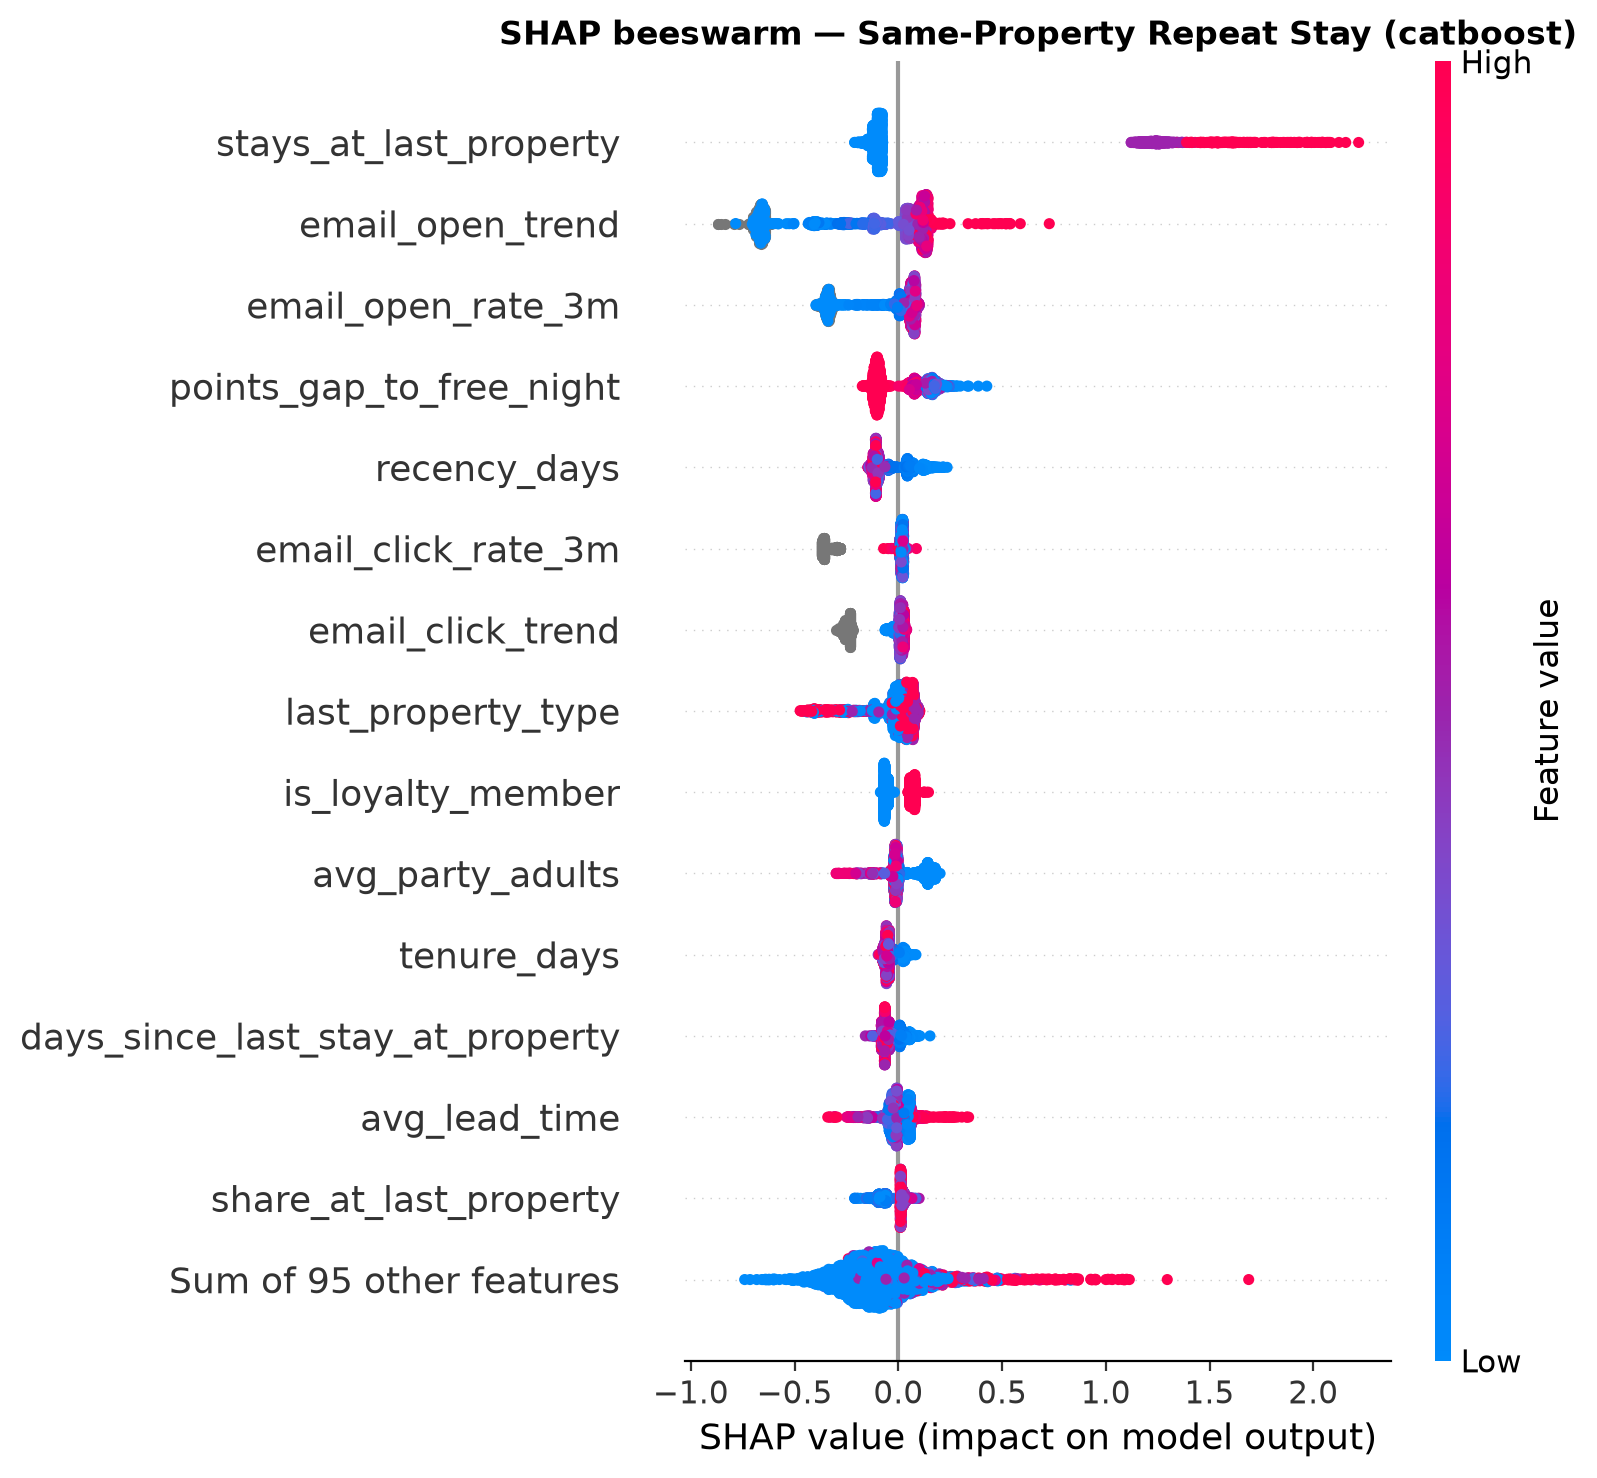 SHAP beeswarm — Same-Property Repeat Stay (catboost)
High
stays_at_last_property
email_open_trend
email_open_rate_3m
points_gap_to_free_night
recency_days
email_click_rate_3m
email_click_trend
last_property_type
is_loyalty_member
avg_party_adults
tenure_days
days_since_last_stay_at_property
avg_lead_time
share_at_last_property
Sum of 95 other features
Feature value
Low
−1.0 −0.5 0.0 0.5 1.0 1.5 2.0
SHAP value (impact on model output)